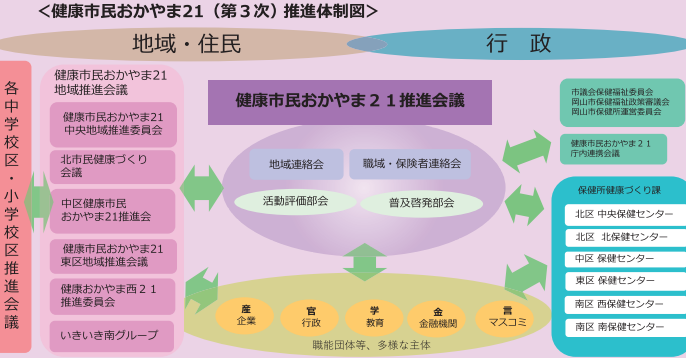 ＜健康市民おかやま21（第３次）推進体制図＞
地域・住民
行　政
各中学校区・小学校区推進会議
健康市民おかやま21
地域推進会議
健康市民おかやま21
中央地域推進委員会
北市民健康づくり
会議
中区健康市民
おかやま21推進会
健康市民おかやま21
東区地域推進会議
健康おかやま西２１
推進委員会
いきいき南グループ
健康市民おかやま２１推進会議
地域連絡会
職域・保険者連絡会
活動評価部会
普及啓発部会
産
企業
官
行政
学
教育
金
金融機関
言
マスコミ
職能団体等、多様な主体
市議会保健福祉委員会
岡山市保健福祉政策審議会
岡山市保健所運営委員会
健康市民おかやま２１
庁内連携会議
保健所健康づくり課
北区 中央保健センター
北区 北保健センター
中区 保健センター
東区 保健センター
南区 西保健センター
南区 南保健センター